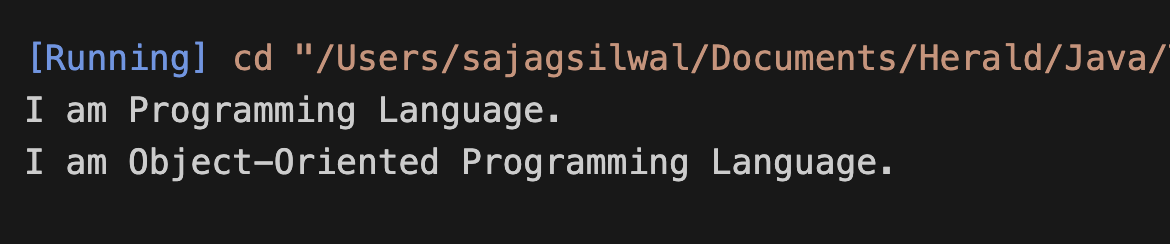 [Running] cd "/Users/sajagsilwal/Documents/Herald/Java/
I am Programming Language.
I am Object-Oriented Programming Language.